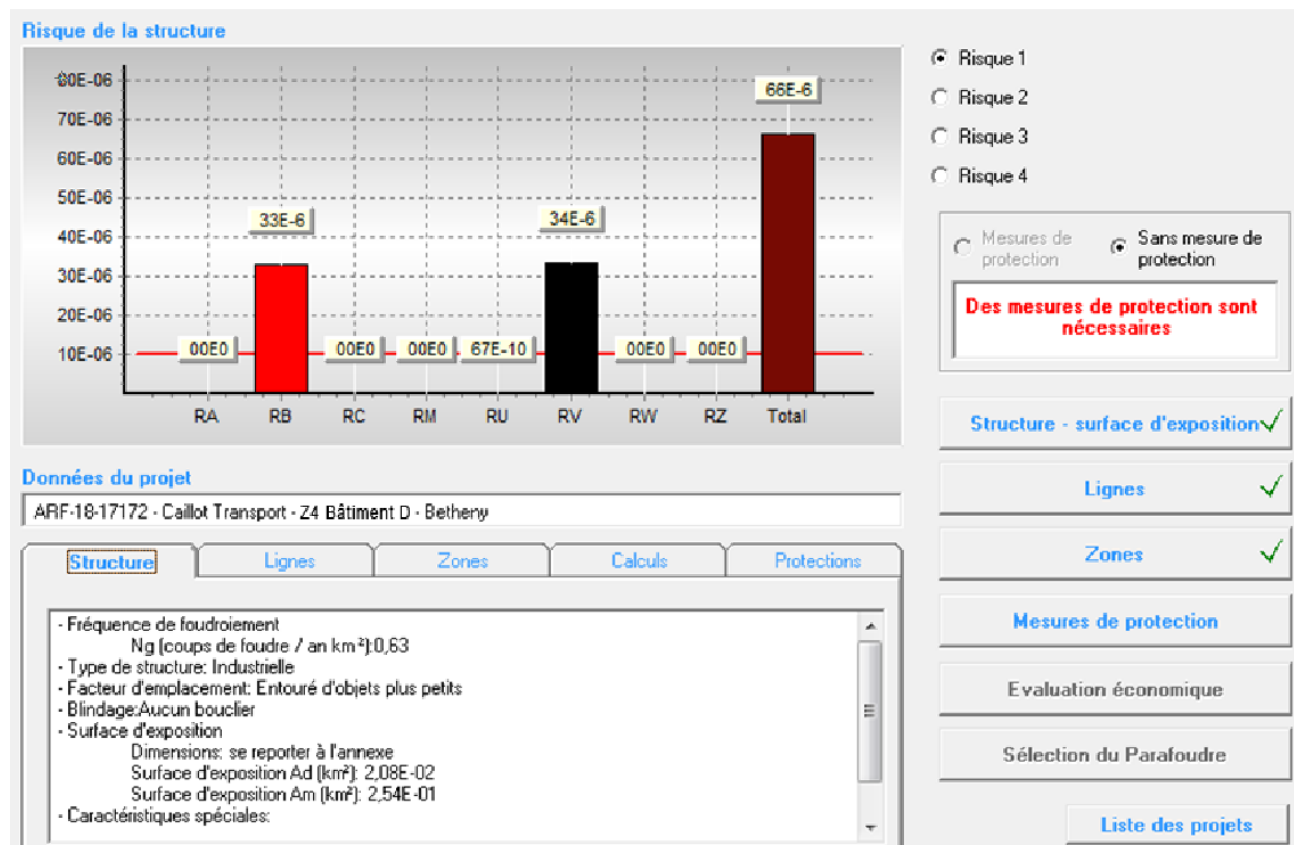 Risque de la structure
80E-06
70E-06
60E-06
50E-06
40E-06
30E-06
20E-06
10E-06
00E0
33E-6
00E0
00E0
67E-10
34E-6
00E0
00E0
66E-6
RA RB RC RM RU RV RW RZ Total
Risque 1
Risque 2
Risque 3
Risque 4
Mesures de protection
Sans mesure de protection
Des mesures de protection sont
nécessaires
Structure - surface d'exposition
Lignes
Zones
Mesures de protection
Evaluation économique
Sélection du Parafoudre
Liste des projets
Données du projet
ARF-18-17172 - Caillot Transport - Z4 Bâtiment D - Betheny
Structure Lignes Zones Calculs Protections
- Fréquence de foudroiement
Ng (coups de foudre / an km²):0,63
- Type de structure: Industrielle
- Facteur d'emplacement: Entouré d'objets plus petits
- Blindage:Aucun bouclier
- Surface d'exposition
Dimensions: se reporter à l'annexe
Surface d'exposition Ad (km²): 2,08E-02
Surface d'exposition Am (km²): 2,54E-01
- Caractéristiques spéciales: